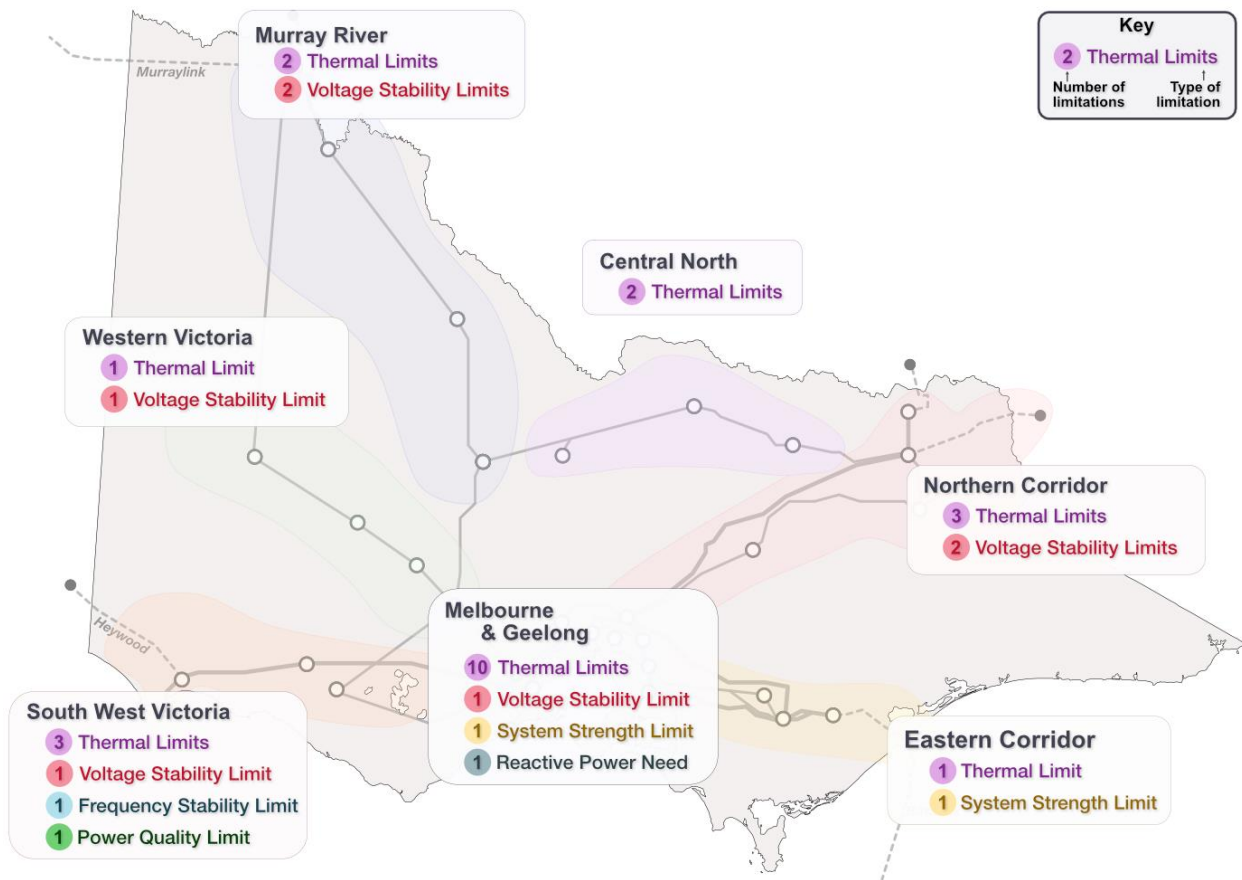 Murray River
2 Thermal Limits
2 Voltage Stability Limits
Murraylink
Key
2 Thermal Limits
Number of limitations
Type of limitation
Central North
2 Thermal Limits
Western Victoria
1 Thermal Limit
1 Voltage Stability Limit
Northern Corridor
3 Thermal Limits
2 Voltage Stability Limits
Heywood
Melbourne
& Geelong
10 Thermal Limits
1 Voltage Stability Limit
1 System Strength Limit
1 Reactive Power Need
South West Victoria
3 Thermal Limits
1 Voltage Stability Limit
1 Frequency Stability Limit
1 Power Quality Limit
Eastern Corridor
1 Thermal Limit
1 System Strength Limit